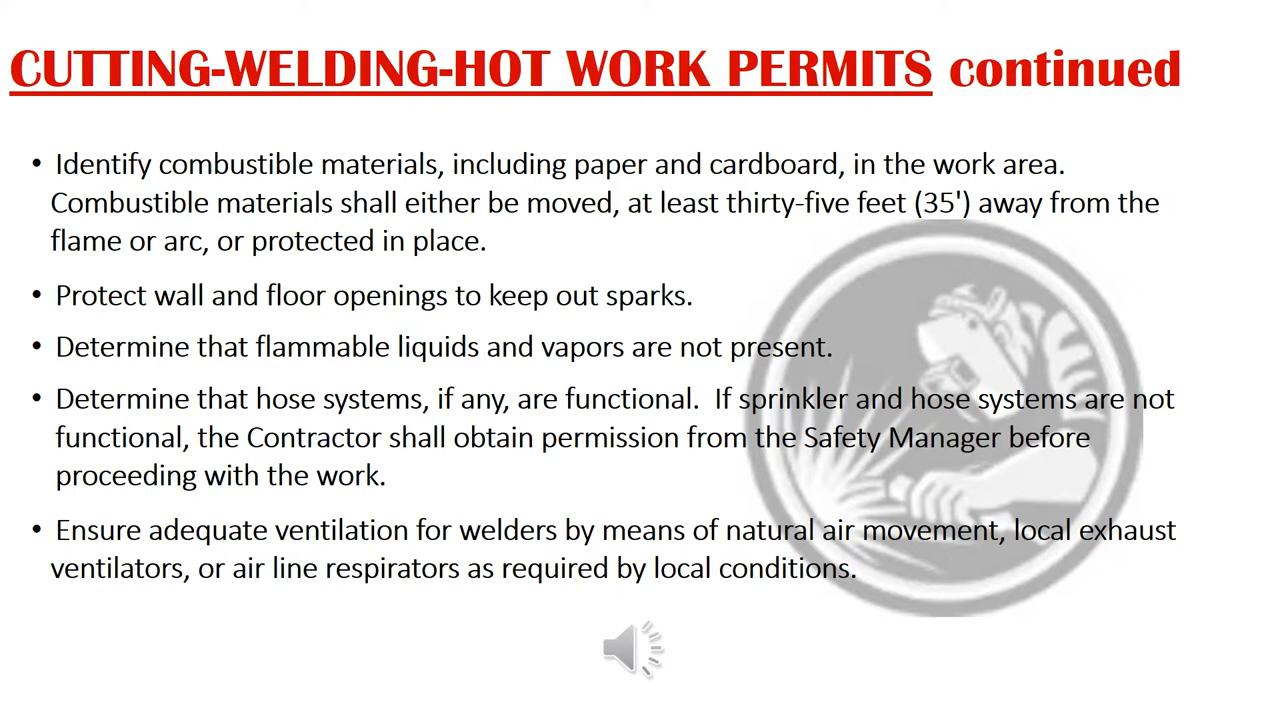 CUTTING-WELDING-HOT WORK PERMITS continued
• Identify combustible materials, including paper and cardboard, in the work area.
Combustible materials shall either be moved, at least thirty-five feet (35') away from the
flame or arc, or protected in place.
• Protect wall and floor openings to keep out sparks.
• Determine that flammable liquids and vapors are not present.
• Determine that hose systems, if any, are functional.  If sprinkler and hose systems are not
functional, the Contractor shall obtain permission from the Safety Manager before
proceeding with the work.
• Ensure adequate ventilation for welders by means of natural air movement, local exhaust
ventilators, or air line respirators as required by local conditions.